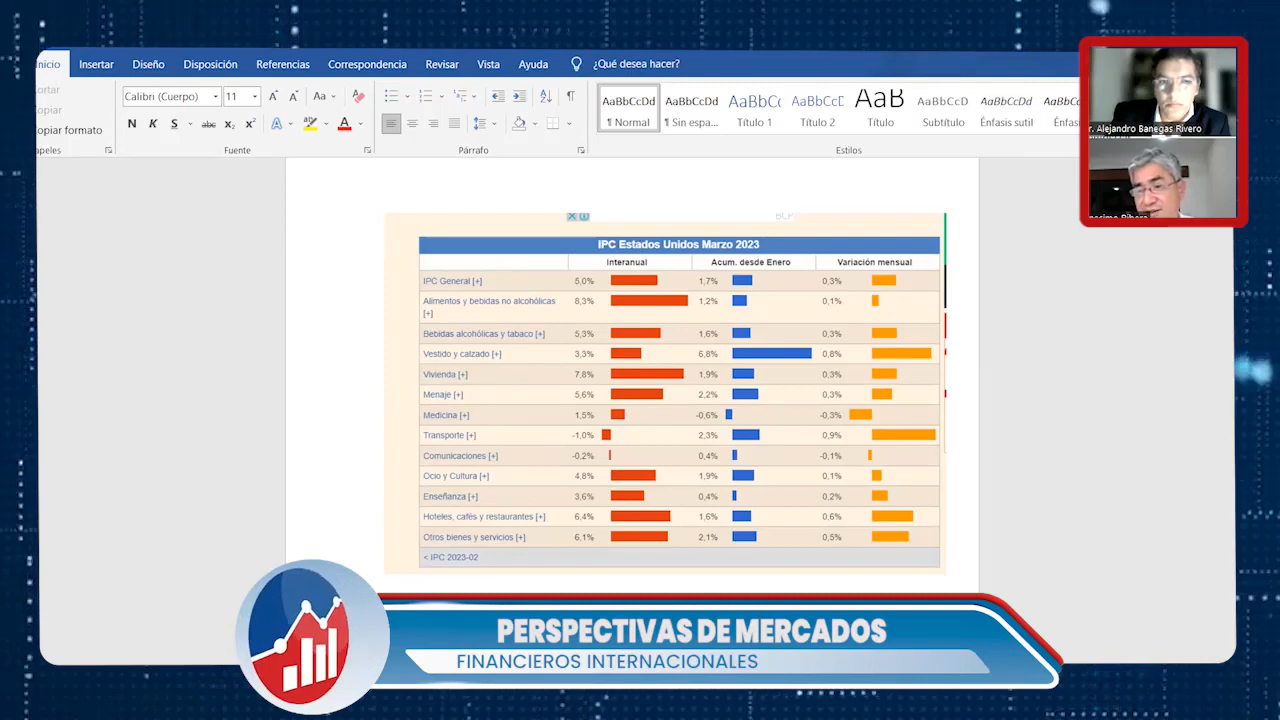 Inicio Insertar Diseño Disposición Referencias Correspondencia Revisar Vista Ayuda ¿Qué desea hacer?
Calibri (Cuerpo) 11 Aa
Copiar formato
N K S abc x₂ x² A A
AaBbCcDd AaBbCcDd AaBbCc AaBbCcD AaB AaBbCcD AaBbCcDd AaBbCcDd
¶ Normal ¶ Sin espa... Título 1 Título 2 Título Subtítulo Énfasis sutil
Fuente Párrafo Estilos
r. Alejandro Banegas Rivero
BCP
IPC Estados Unidos Marzo 2023
Interanual Acum. desde Enero Variación mensual
IPC General [+] 5,0% 1,7% 0,3%
Alimentos y bebidas no alcohólicas 8,3% 1,2% 0,1%
[+]
Bebidas alcohólicas y tabaco [+] 5,3% 1,6% 0,3%
Vestido y calzado [+] 3,3% 6,8% 0,8%
Vivienda [+] 7,8% 1,9% 0,3%
Menaje [+] 5,6% 2,2% 0,3%
Medicina [+] 1,5% -0,6% -0,3%
Transporte [+] -1,0% 2,3% 0,9%
Comunicaciones [+] -0,2% 0,4% -0,1%
Ocio y Cultura [+] 4,8% 1,9% 0,1%
Enseñanza [+] 3,6% 0,4% 0,2%
Hoteles, cafés y restaurantes [+] 6,4% 1,6% 0,6%
Otros bienes y servicios [+] 6,1% 2,1% 0,5%
< IPC 2023-02
PERSPECTIVAS DE MERCADOS
FINANCIEROS INTERNACIONALES